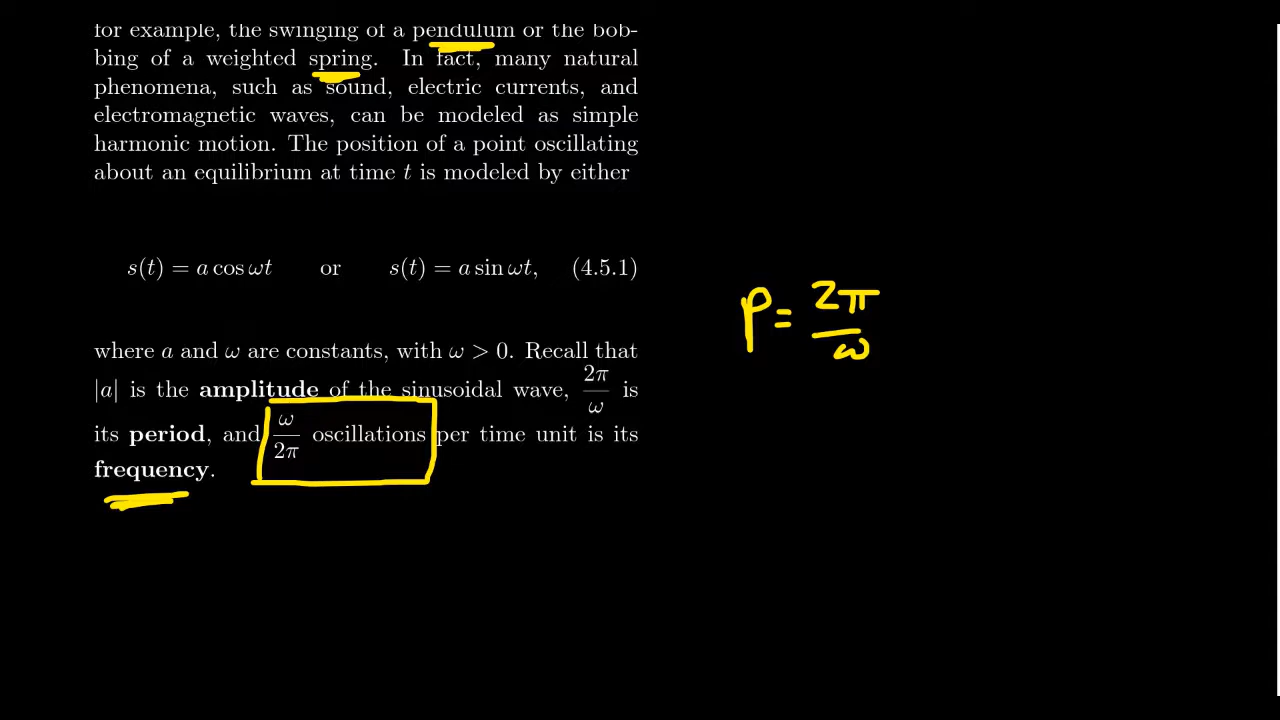 for example, the swinging of a pendulum or the bob-
bing of a weighted spring. In fact, many natural
phenomena, such as sound, electric currents, and
electromagnetic waves, can be modeled as simple
harmonic motion. The position of a point oscillating
about an equilibrium at time t is modeled by either
s(t) = a cos ωt or s(t) = a sin ωt, (4.5.1)
where a and ω are constants, with ω > 0. Recall that
|a| is the amplitude of the sinusoidal wave, 2π/ω is
its period, and ω/2π oscillations per time unit is its
frequency.
P = 2π/ω